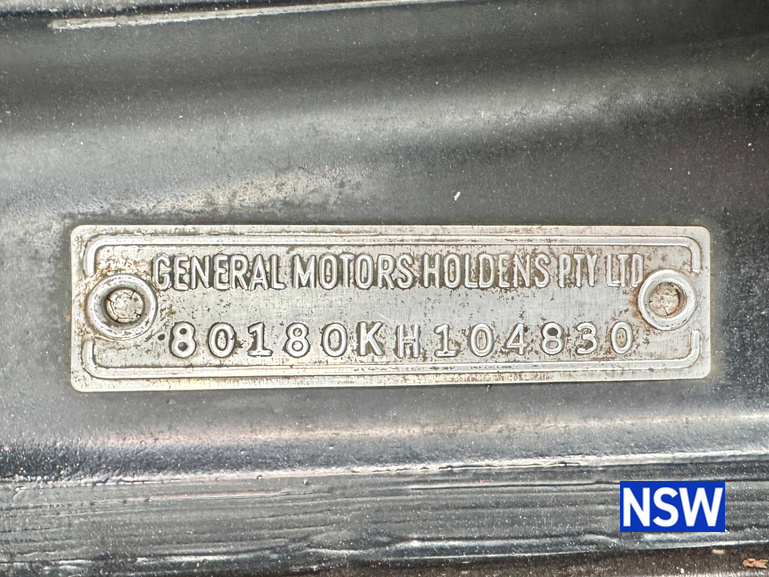 GENERAL MOTORS HOLDENS PTY LTD
80180KH104830
NSW